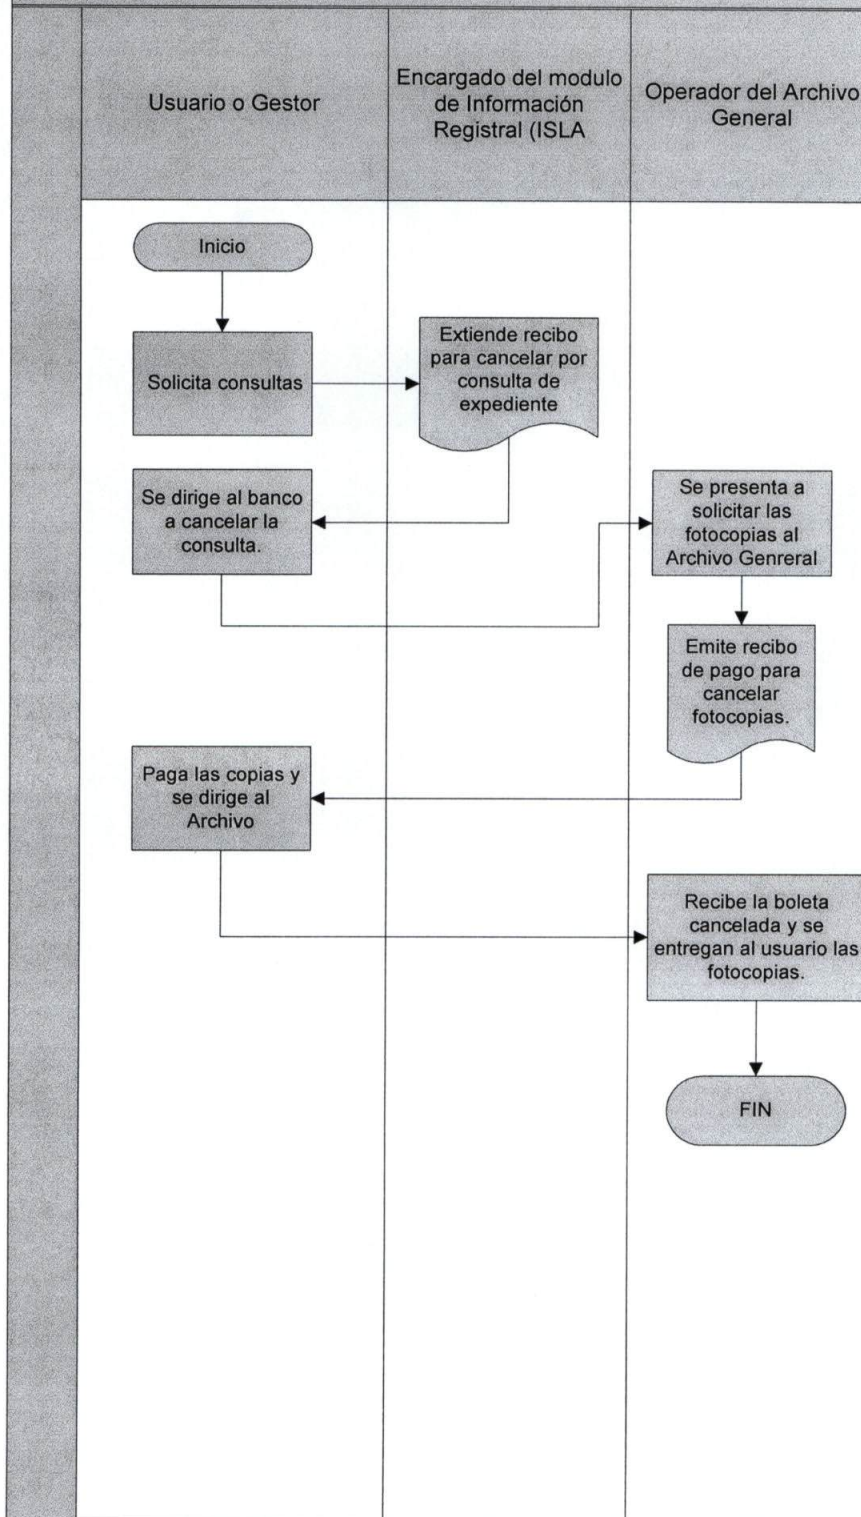 Usuario o Gestor
Encargado del modulo
de Información
Registral (ISLA
Operador del Archivo
General
Inicio
Solicita consultas
Extiende recibo
para cancelar por
consulta de
expediente
Se dirige al banco
a cancelar la
consulta.
Se presenta a
solicitar las
fotocopias al
Archivo Genreral
Emite recibo
de pago para
cancelar
fotocopias.
Paga las copias y
se dirige al
Archivo
Recibe la boleta
cancelada y se
entregan al usuario las
fotocopias.
FIN